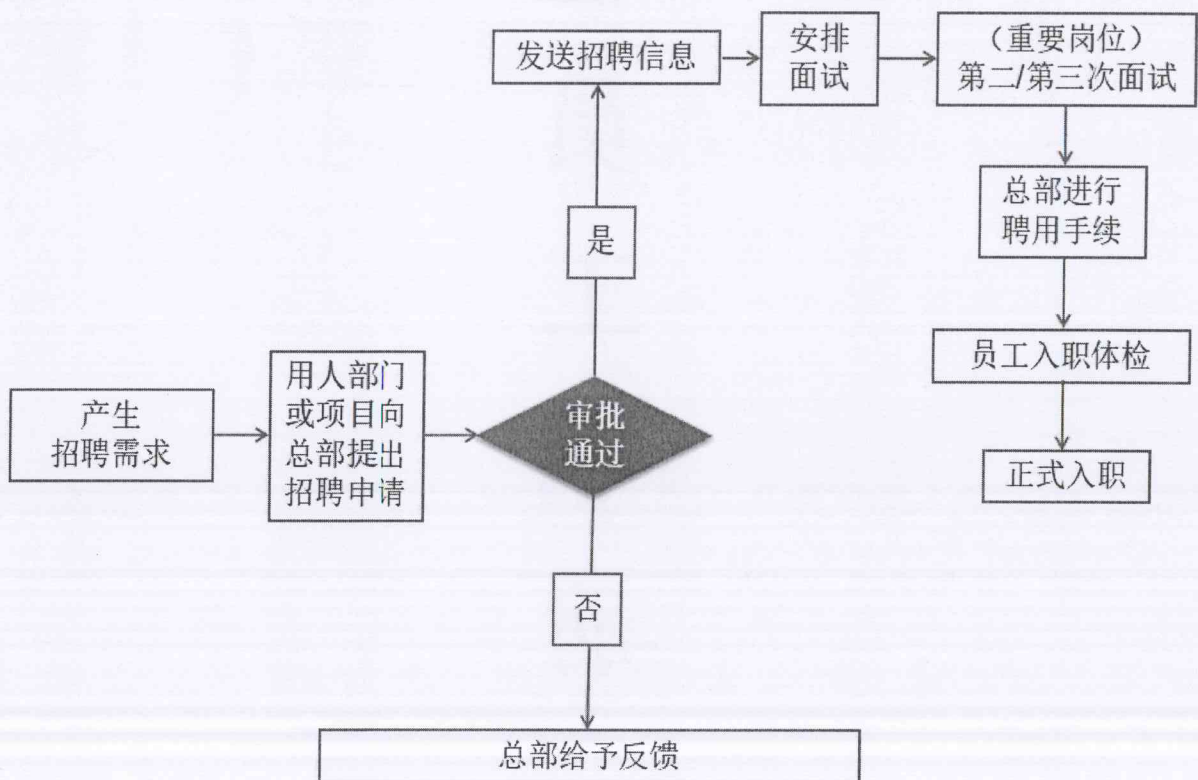 产生
招聘需求
用人部门
或项目向
总部提出
招聘申请
审批
通过
是
发送招聘信息
安排
面试
（重要岗位）
第二/第三次面试
总部进行
聘用手续
员工入职体检
正式入职
否
总部给予反馈